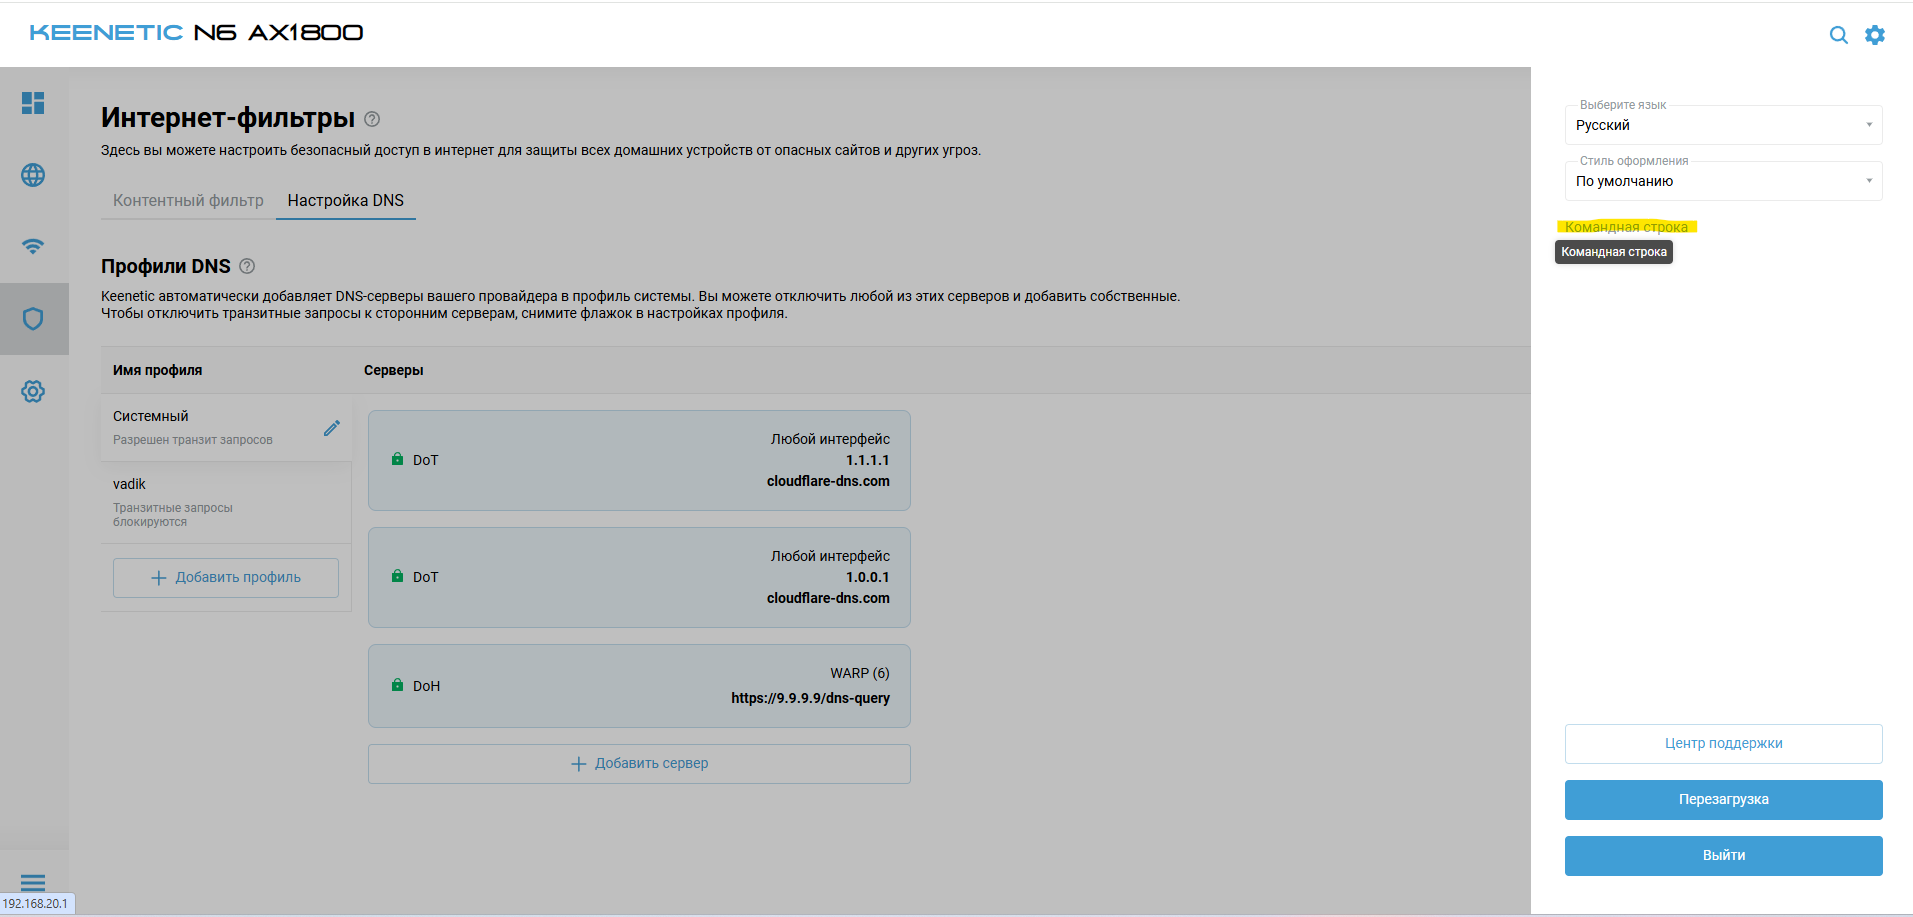 KEENETIC N6 AX1800
Интернет-фильтры
Здесь вы можете настроить безопасный доступ в интернет для защиты всех домашних устройств от опасных сайтов и других угроз.
Контентный фильтр
Настройка DNS
Профили DNS
Keenetic автоматически добавляет DNS-серверы вашего провайдера в профиль системы. Вы можете отключить любой из этих серверов и добавить собственные.
Чтобы отключить транзитные запросы к сторонним серверам, снимите флажок в настройках профиля.
Имя профиля
Серверы
Системный
Разрешен транзит запросов
vadik
Транзитные запросы
блокируются
Добавить профиль
DoT
Любой интерфейс
1.1.1.1
cloudflare-dns.com
DoT
Любой интерфейс
1.0.0.1
cloudflare-dns.com
DoH
WARP (6)
https://9.9.9.9/dns-query
Добавить сервер
Выберите язык
Русский
Стиль оформления
По умолчанию
Командная строка
Командная строка
Центр поддержки
Перезагрузка
Выйти
192.168.20.1